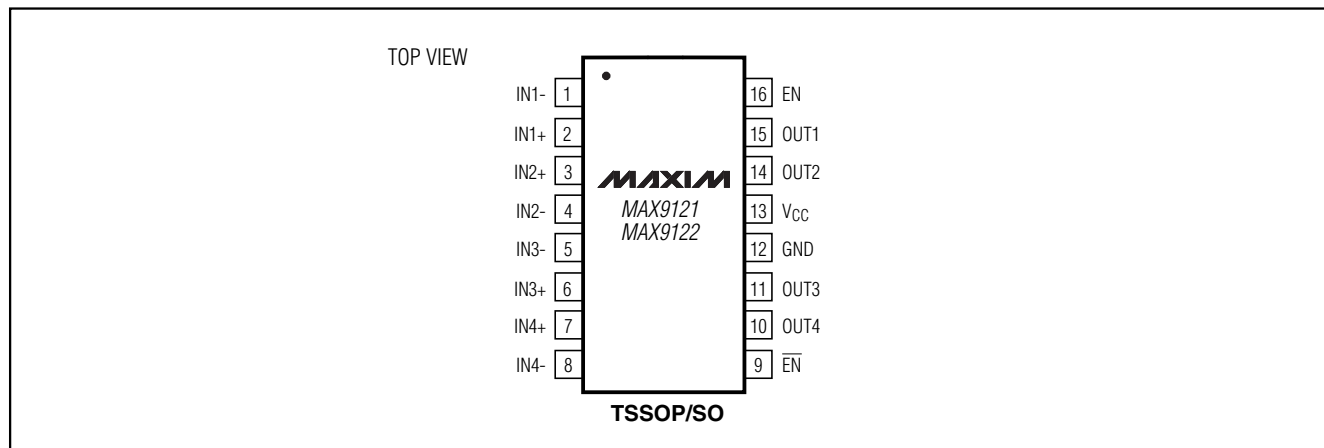 TOP VIEW
IN1- 1
IN1+ 2
IN2+ 3
IN2- 4
IN3- 5
IN3+ 6
IN4+ 7
IN4- 8
MAXIM
MAX9121
MAX9122
16 EN
15 OUT1
14 OUT2
13 VCC
12 GND
11 OUT3
10 OUT4
9 E̅N̅
TSSOP/SO